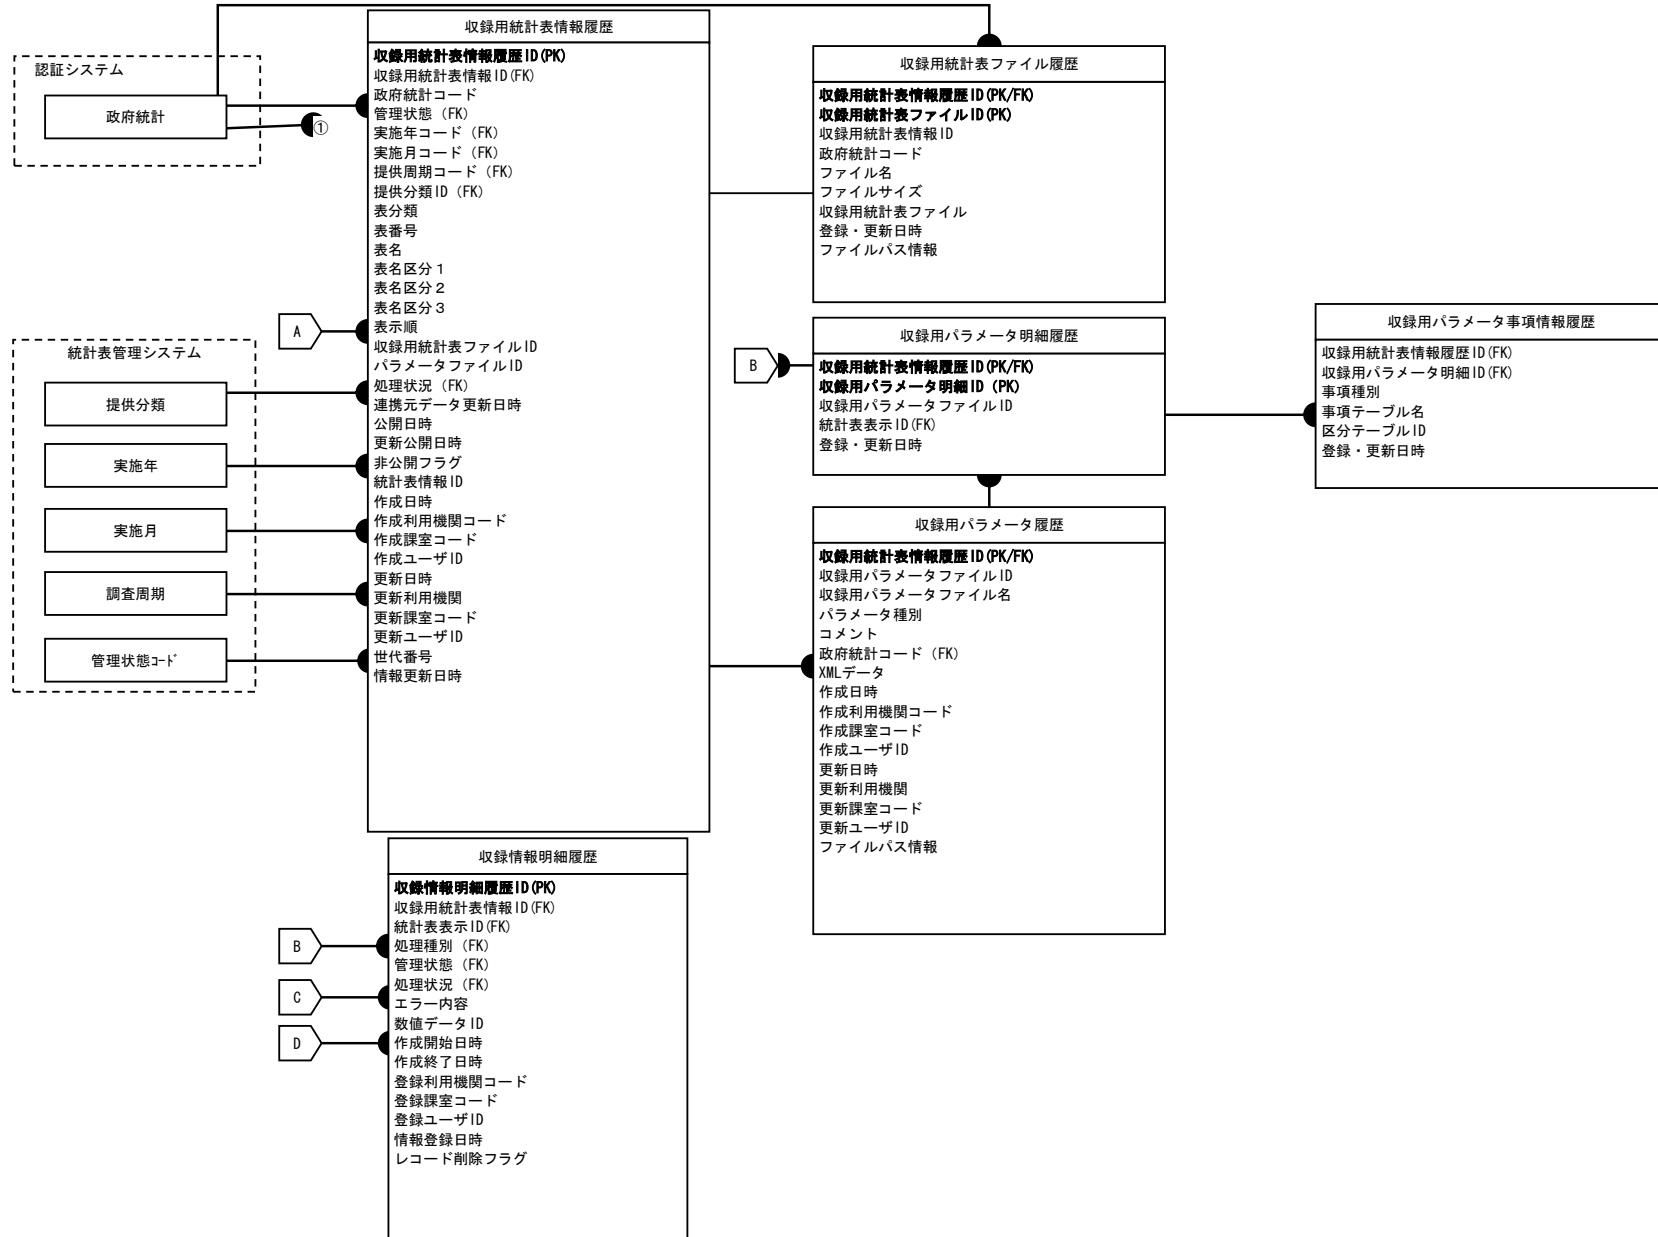 認証システム
政府統計
①
統計表管理システム
提供分類
実施年
実施月
調査周期
管理状態ｺｰﾄﾞ
A
収録用統計表情報履歴
収録用統計表情報履歴ID(PK)
収録用統計表情報ID(FK)
政府統計コード
管理状態（FK）
実施年コード（FK）
実施月コード（FK）
提供周期コード（FK）
提供分類ID（FK）
表分類
表番号
表名
表名区分１
表名区分２
表名区分３
表示順
収録用統計表ファイルID
パラメータファイルID
処理状況（FK）
連携元データ更新日時
公開日時
更新公開日時
非公開フラグ
統計表情報ID
作成日時
作成利用機関コード
作成課室コード
作成ユーザID
更新日時
更新利用機関
更新課室コード
更新ユーザID
世代番号
情報更新日時
収録用統計表ファイル履歴
収録用統計表情報履歴ID(PK/FK)
収録用統計表ファイルID(PK)
収録用統計表情報ID
政府統計コード
ファイル名
ファイルサイズ
収録用統計表ファイル
登録・更新日時
ファイルパス情報
B
収録用パラメータ明細履歴
収録用統計表情報履歴ID(PK/FK)
収録用パラメータ明細ID（PK)
収録用パラメータファイルID
統計表表示ID(FK)
登録・更新日時
収録用パラメータ事項情報履歴
収録用統計表情報履歴ID(FK)
収録用パラメータ明細ID(FK)
事項種別
事項テーブル名
区分テーブルID
登録・更新日時
収録用パラメータ履歴
収録用統計表情報履歴ID(PK/FK)
収録用パラメータファイルID
収録用パラメータファイル名
パラメータ種別
コメント
政府統計コード（FK）
XMLデータ
作成日時
作成利用機関コード
作成課室コード
作成ユーザID
更新日時
更新利用機関
更新課室コード
更新ユーザID
ファイルパス情報
B
C
D
収録情報明細履歴
収録情報明細履歴ID(PK)
収録用統計表情報ID(FK)
統計表表示ID(FK)
処理種別（FK）
管理状態（FK）
処理状況（FK）
エラー内容
数値データID
作成開始日時
作成終了日時
登録利用機関コード
登録課室コード
登録ユーザID
情報登録日時
レコード削除フラグ